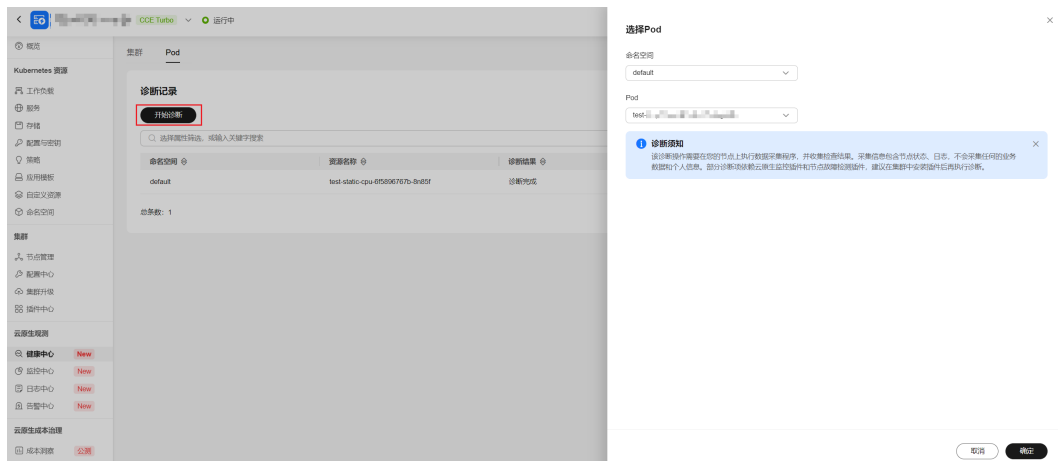 CCE Turbo
运行中
概览
Kubernetes 资源
工作负载
服务
存储
配置与密钥
策略
应用模板
自定义资源
命名空间
集群
节点管理
配置中心
集群升级
插件中心
云原生观测
健康中心 New
监控中心 New
日志中心 New
告警中心 New
云原生成本治理
成本洞察 公测
集群 Pod
诊断记录
开始诊断
选择属性筛选，或输入关键字搜索
命名空间 资源名称 诊断结果
default test-static-cpu-6f5896767b-8n85f 诊断完成
总条数：1
选择Pod
命名空间
default
Pod
test-
诊断须知
该诊断操作需要在您的节点上执行数据采集程序，并收集检查结果。采集信息包含节点状态、日志，不会采集任何的业务
数据和个人信息。部分诊断项依赖云原生监控插件和节点故障检测插件，建议在集群中安装插件后再执行诊断。
取消 确定